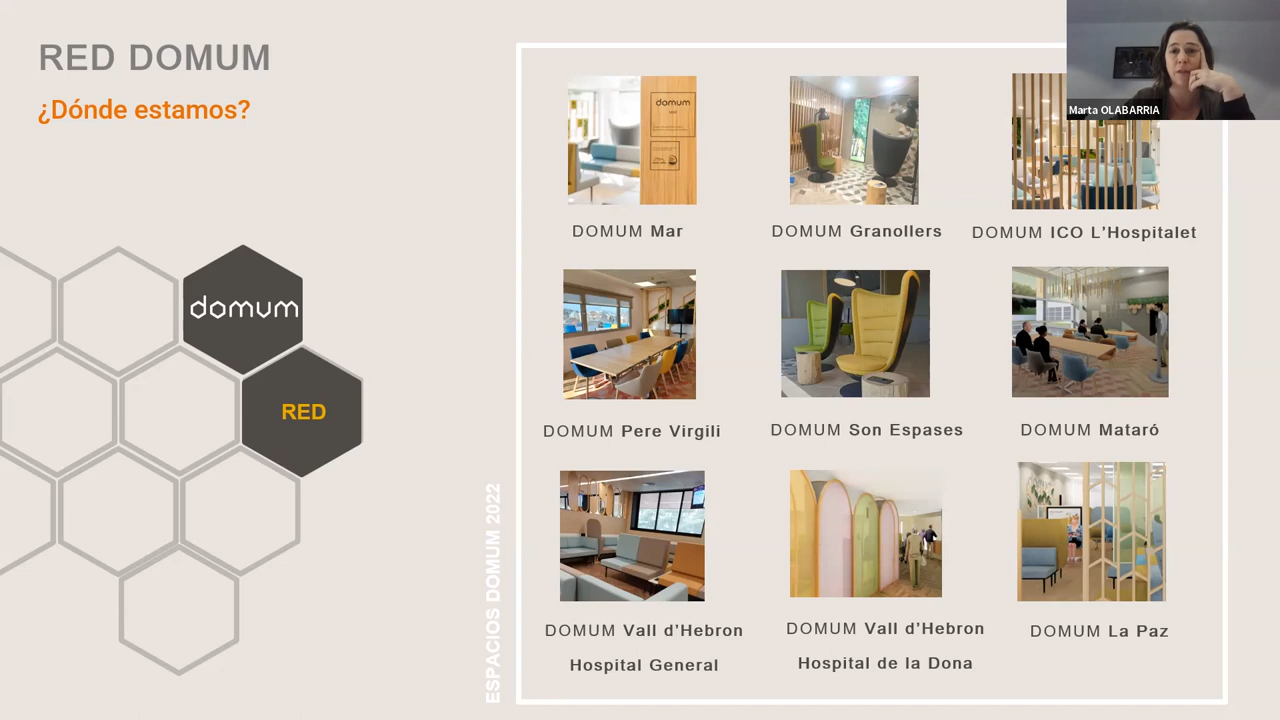 RED DOMUM
¿Dónde estamos?
domum
RED
ESPACIOS DOMUM 2022
domum
DOMUM Mar
DOMUM Granollers
DOMUM ICO L'Hospitalet
DOMUM Pere Virgili
DOMUM Son Espases
DOMUM Mataró
DOMUM Vall d'Hebron
Hospital General
DOMUM Vall d'Hebron
Hospital de la Dona
DOMUM La Paz
Marta OLABARRIA